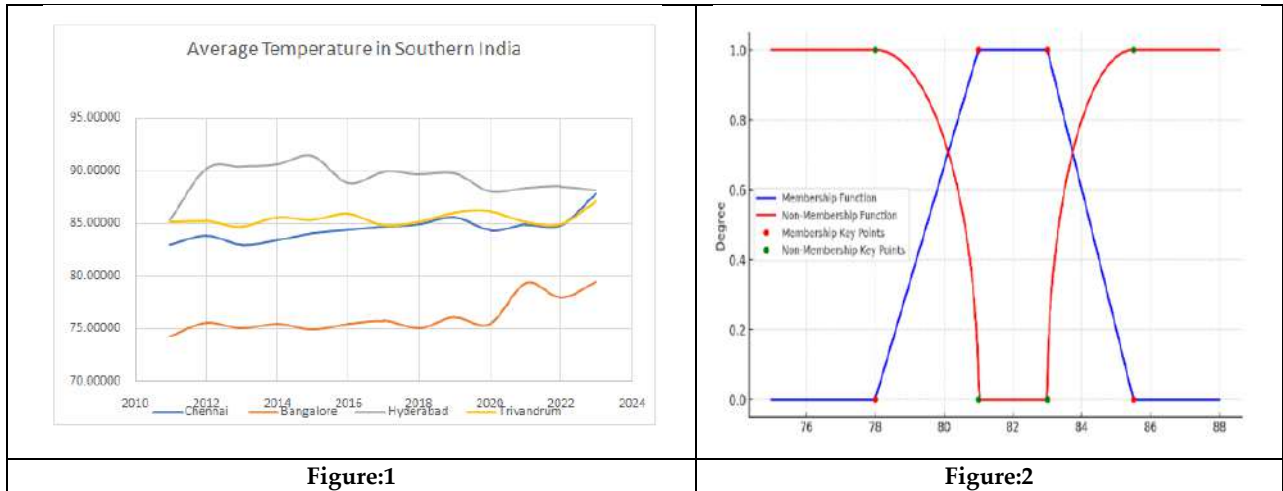 Average Temperature in Southern India
95.00000
90.00000
85.00000
80.00000
75.00000
70.00000
2010 2012 2014 2016 2018 2020 2022 2024
Chennai Bangalore Hyderabad Trivandrum
Figure:1
1.0
0.8
0.6
0.4
0.2
0.0
Degree
Membership Function
Non-Membership Function
Membership Key Points
Non-Membership Key Points
76 78 80 82 84 86 88
Figure:2